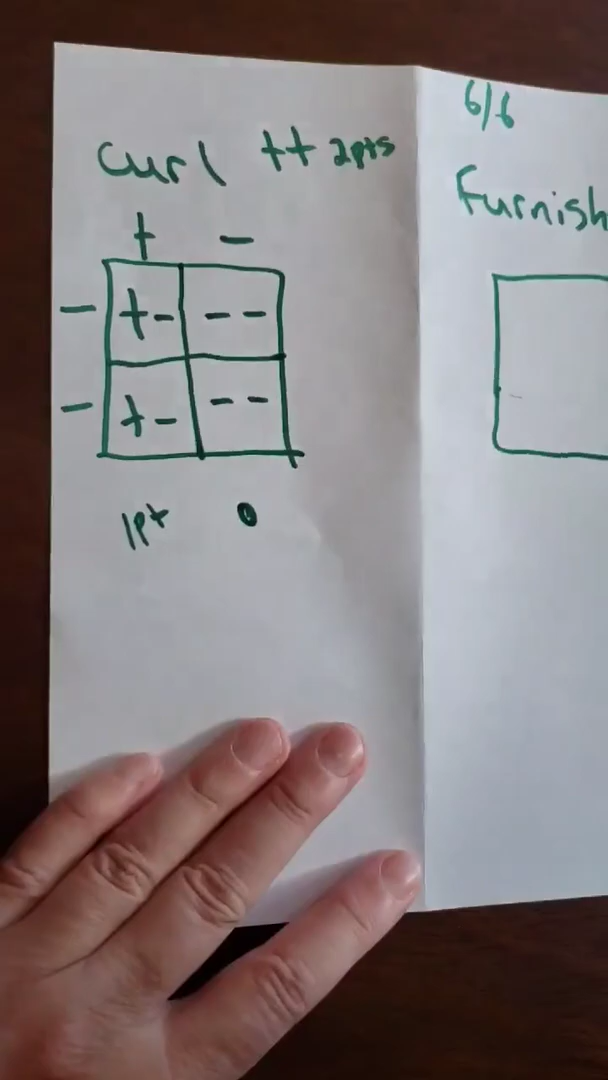 curl ++ 2pts
+ -
- +- --
- +- --
1pt 0
6/6
Furnish